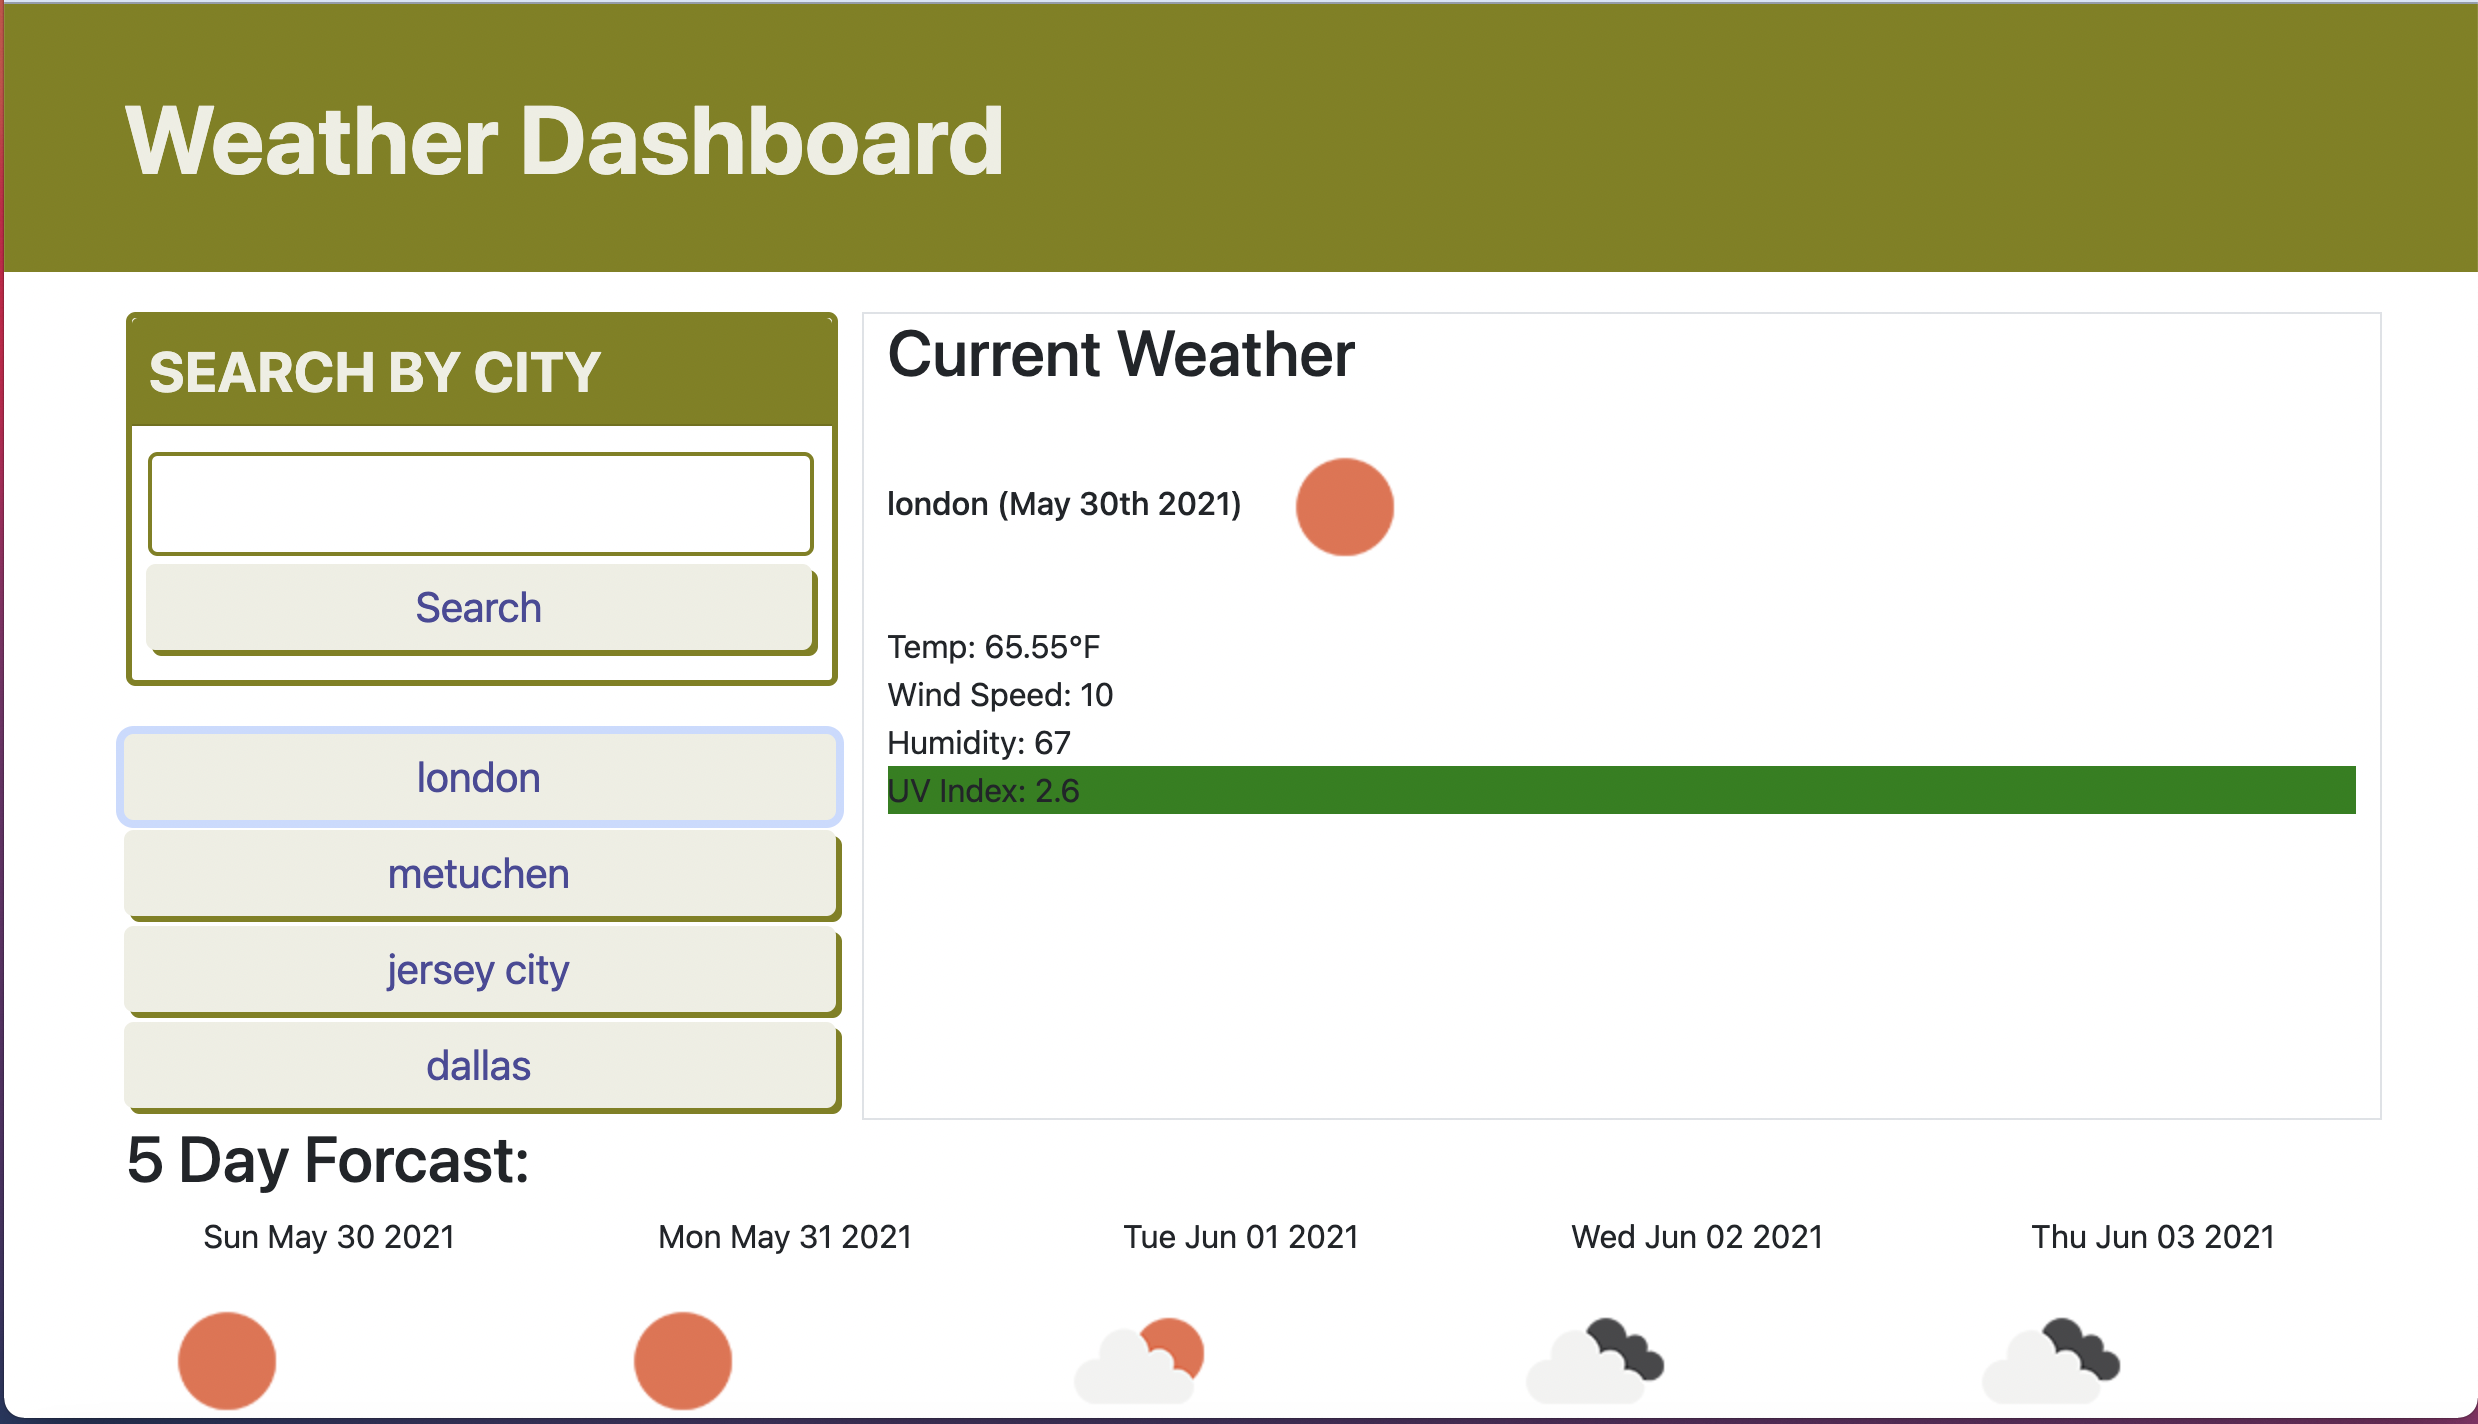 Weather Dashboard
SEARCH BY CITY
Search
london
metuchen
jersey city
dallas
Current Weather
london (May 30th 2021)
Temp: 65.55°F
Wind Speed: 10
Humidity: 67
UV Index: 2.6
5 Day Forcast:
Sun May 30 2021
Mon May 31 2021
Tue Jun 01 2021
Wed Jun 02 2021
Thu Jun 03 2021